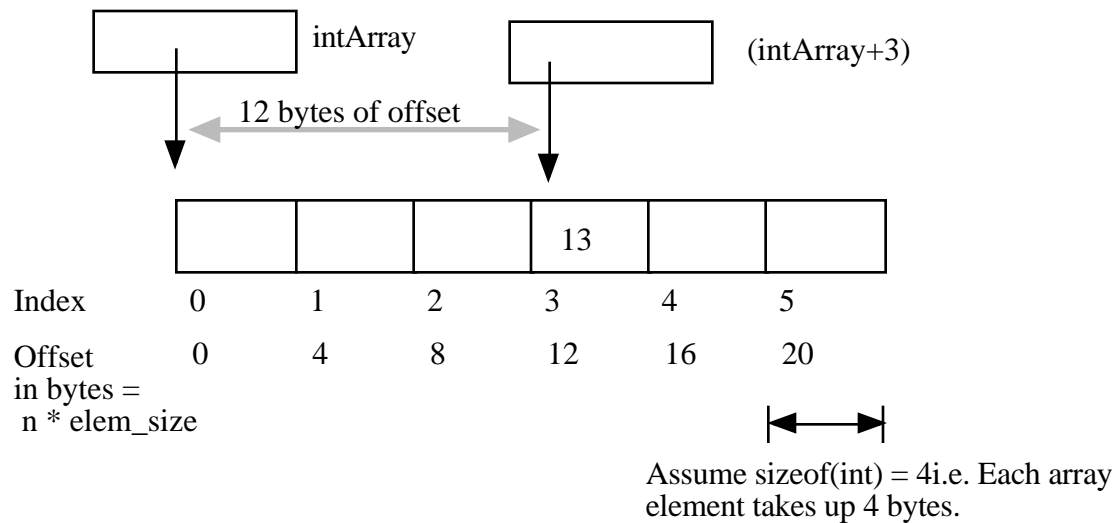 intArray
(intArray+3)
12 bytes of offset
13
Index 0 1 2 3 4 5
Offset 0 4 8 12 16 20
in bytes =
n * elem_size
Assume sizeof(int) = 4i.e. Each array
element takes up 4 bytes.